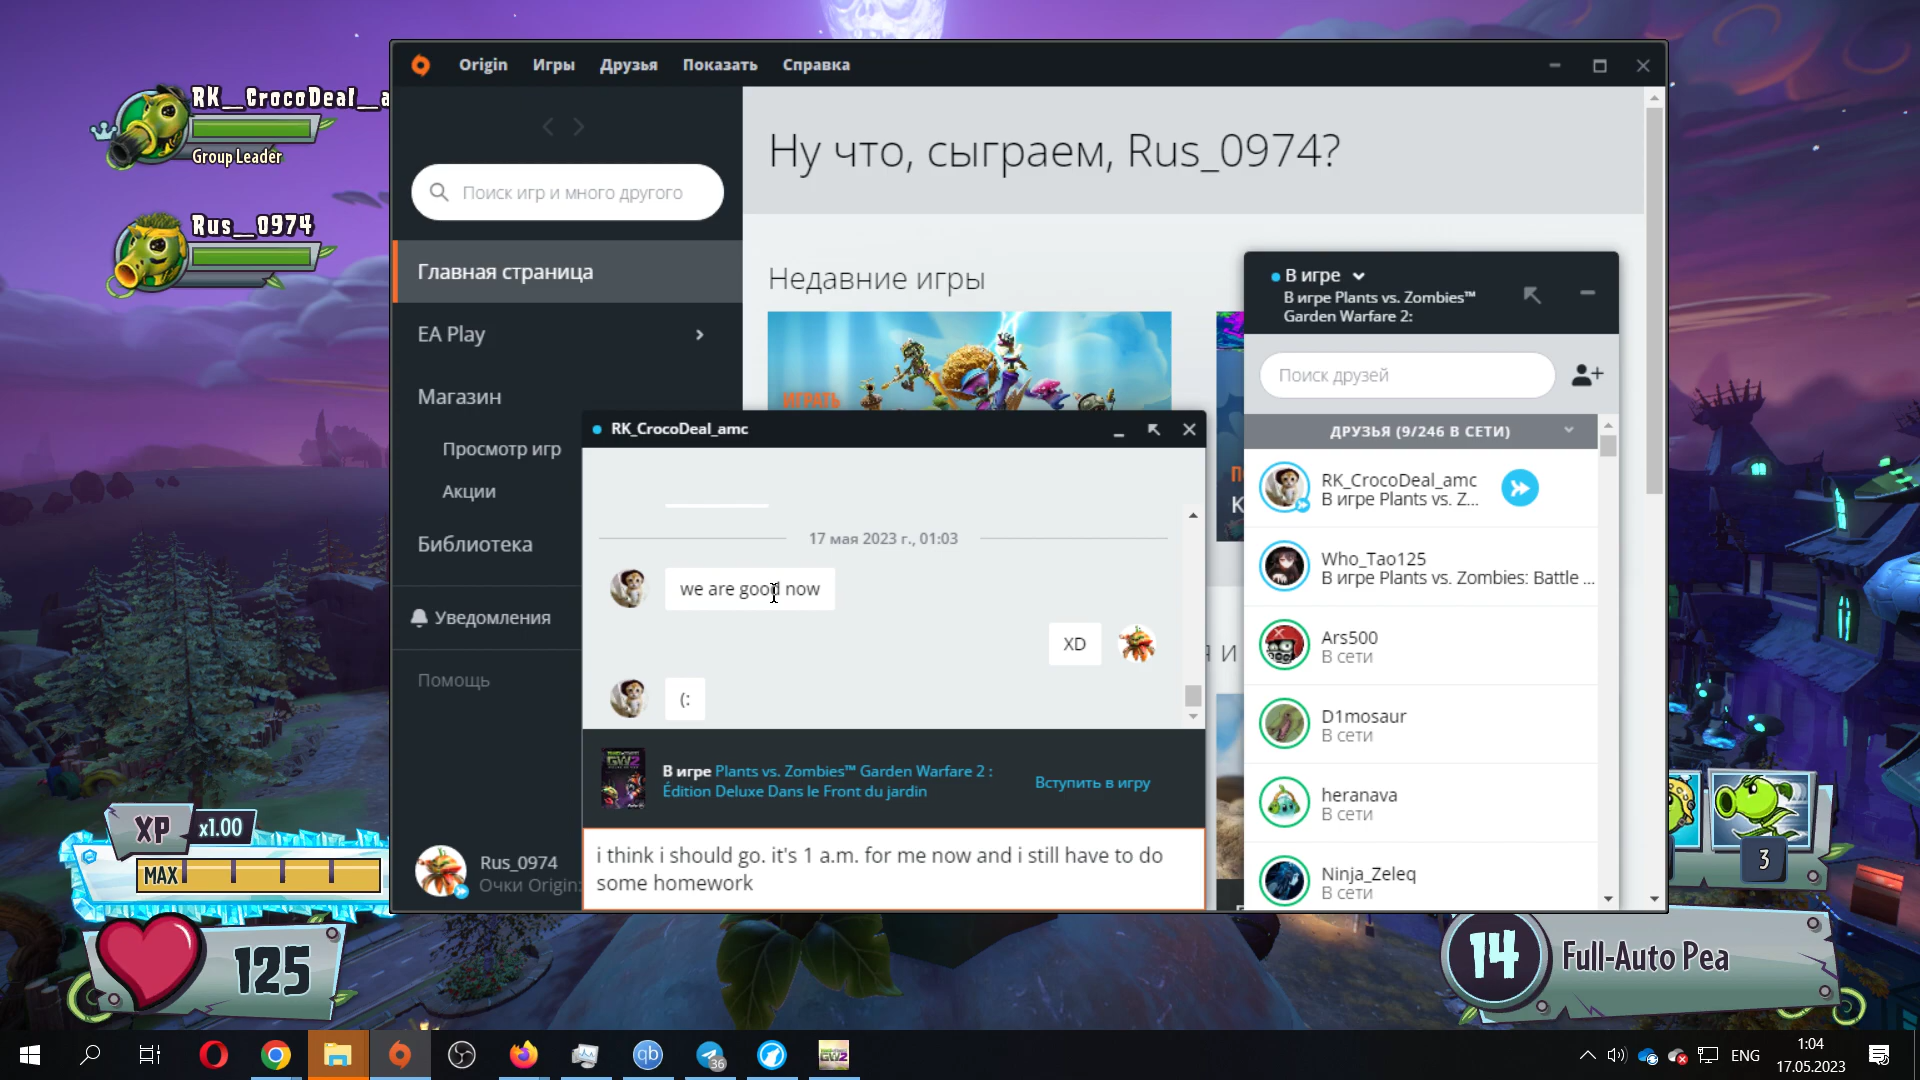 RK_CrocoDeal_a
Group Leader
Rus_0974
Origin Игры Друзья Показать Справка
Поиск игр и много другого
Главная страница
EA Play
Магазин
Просмотр игр
Акции
Библиотека
Уведомления
Помощь
Rus_0974
Очки Origin:
Ну что, сыграем, Rus_0974?
Недавние игры
ИГРАТЬ
В игре
В игре Plants vs. Zombies™
Garden Warfare 2:
Поиск друзей
ДРУЗЬЯ (9/246 В СЕТИ)
RK_CrocoDeal_amc
В игре Plants vs. Z...
Who_Tao125
В игре Plants vs. Zombies: Battle ...
Ars500
В сети
D1mosaur
В сети
heranava
В сети
Ninja_Zeleq
В сети
RK_CrocoDeal_amc
17 мая 2023 г., 01:03
we are good now
XD
(:
В игре Plants vs. Zombies™ Garden Warfare 2 :
Édition Deluxe Dans le Front du jardin
Вступить в игру
i think i should go. it's 1 a.m. for me now and i still have to do
some homework
XP x1.00
MAX
125
3
14 Full-Auto Pea
qb
36
GW2
ENG
1:04
17.05.2023